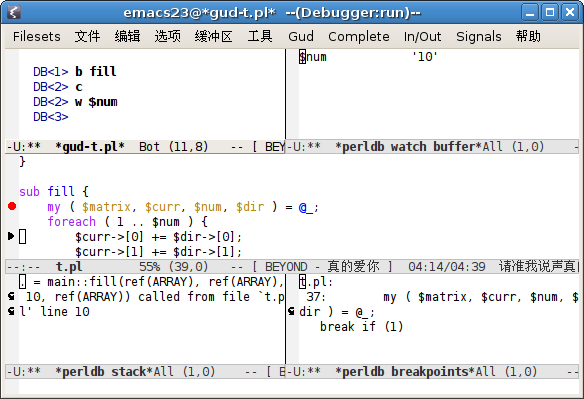 emacs23@*gud-t.pl*  --(Debugger:run)--
Filesets 文件 编辑 选项 缓冲区 工具 Gud Complete In/Out Signals 帮助
DB<1> b fill
DB<2> c
DB<2> w $num
DB<3>
-U:**  *gud-t.pl*  Bot (11,8)   -- [ BEY
$num            '10'
-U:**  *perldb watch buffer*All (1,0)   --
}
sub fill {
    my ( $matrix, $curr, $num, $dir ) = @_;
    foreach ( 1 .. $num ) {
        $curr->[0] += $dir->[0];
        $curr->[1] += $dir->[1];
--:--  t.pl        55% (39,0)   [ BEYOND - 真的爱你 ]  04:14/04:39  请准我说声真
. = main::fill(ref(ARRAY), ref(ARRAY),
 10, ref(ARRAY)) called from file `t.p
l' line 10
-U:**  *perldb stack*All (1,0)    -- [ B
t.pl:
 37:        my ( $matrix, $curr, $num, $
dir ) = @_;
   break if (1)
-U:**  *perldb breakpoints*All (1,0)   --